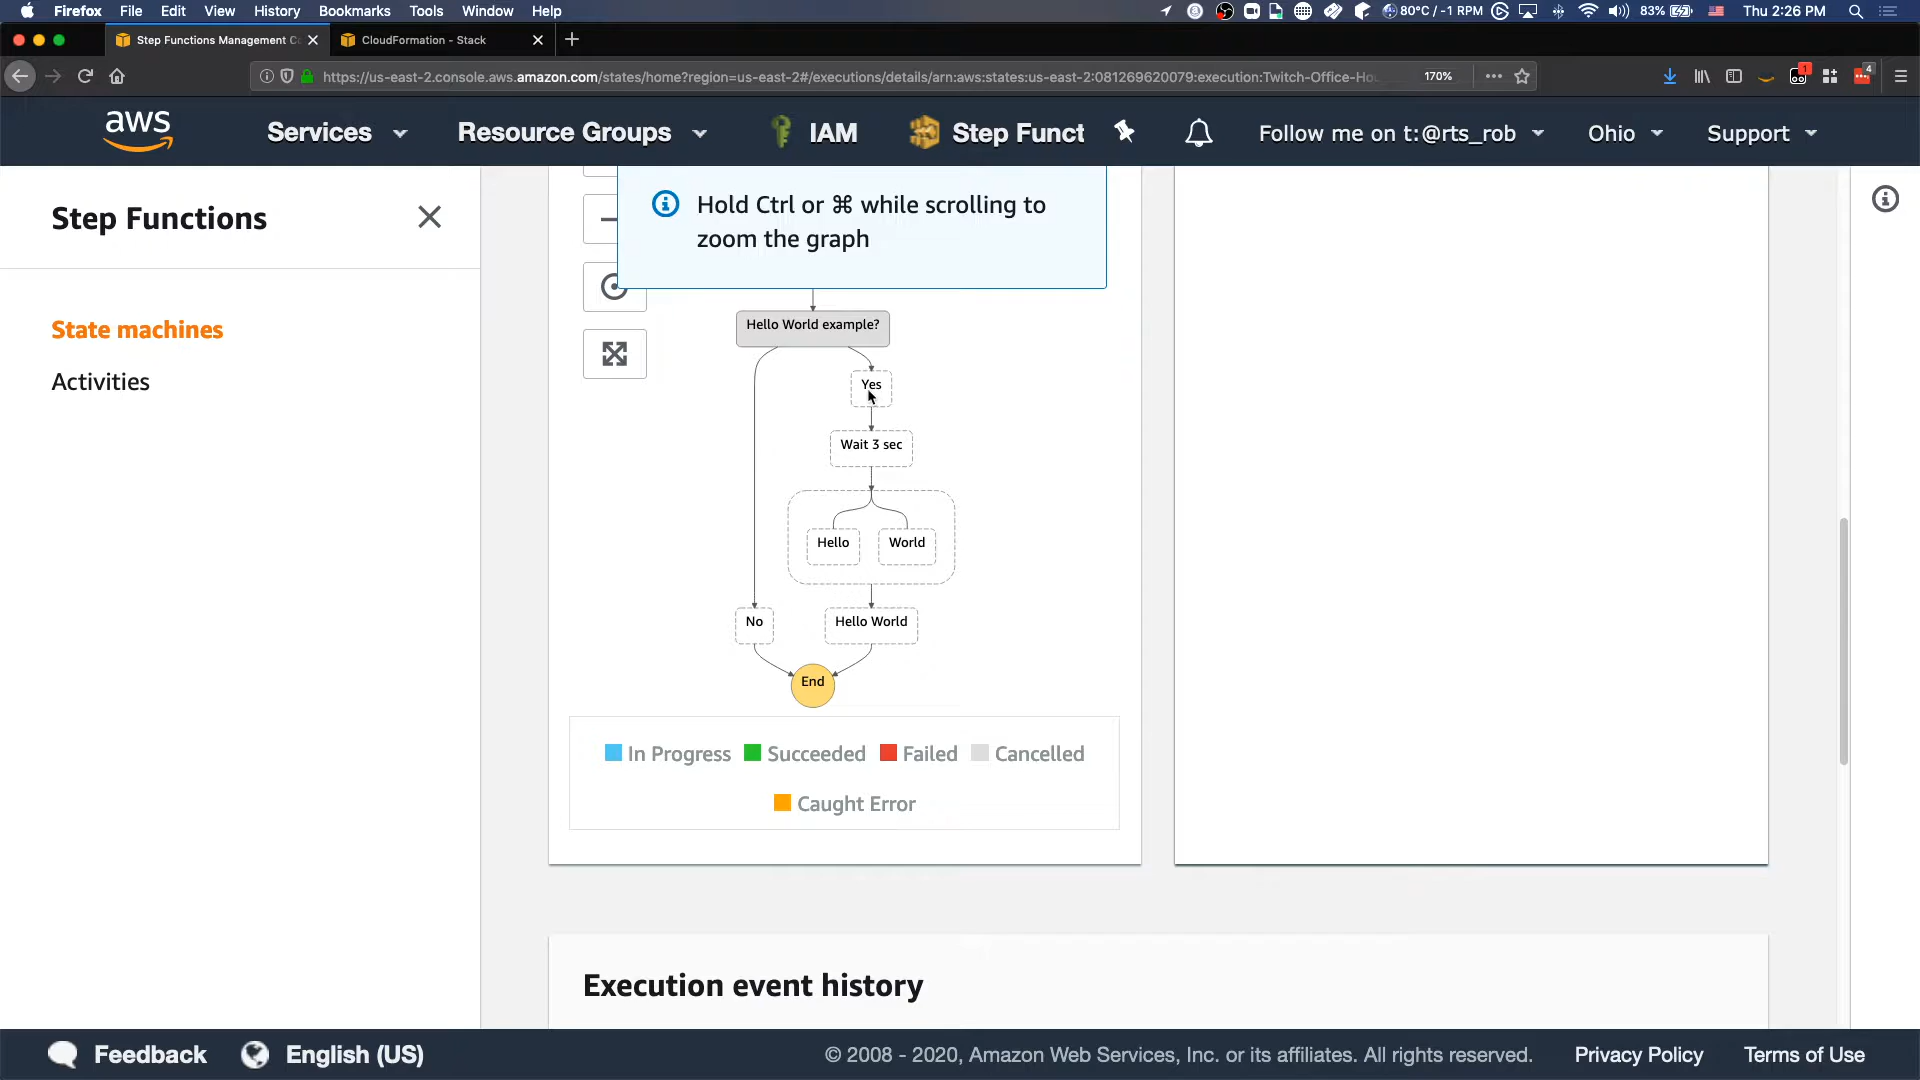 Firefox File Edit View History Bookmarks Tools Window Help
80°C / -1 RPM 83% Thu 2:26 PM
Step Functions Management Co
CloudFormation - Stack
https://us-east-2.console.aws.amazon.com/states/home?region=us-east-2#/executions/details/arn:aws:states:us-east-2:081269620079:execution:Twitch-Office-Ho
170%
1
4
aws
Services
Resource Groups
IAM
Step Funct
Follow me on t:@rts_rob
Ohio
Support
Step Functions
State machines
Activities
Hold Ctrl or ⌘ while scrolling to
zoom the graph
Hello World example?
Yes
Wait 3 sec
Hello
World
No
Hello World
End
In Progress
Succeeded
Failed
Cancelled
Caught Error
Execution event history
Feedback
English (US)
© 2008 - 2020, Amazon Web Services, Inc. or its affiliates. All rights reserved.
Privacy Policy
Terms of Use